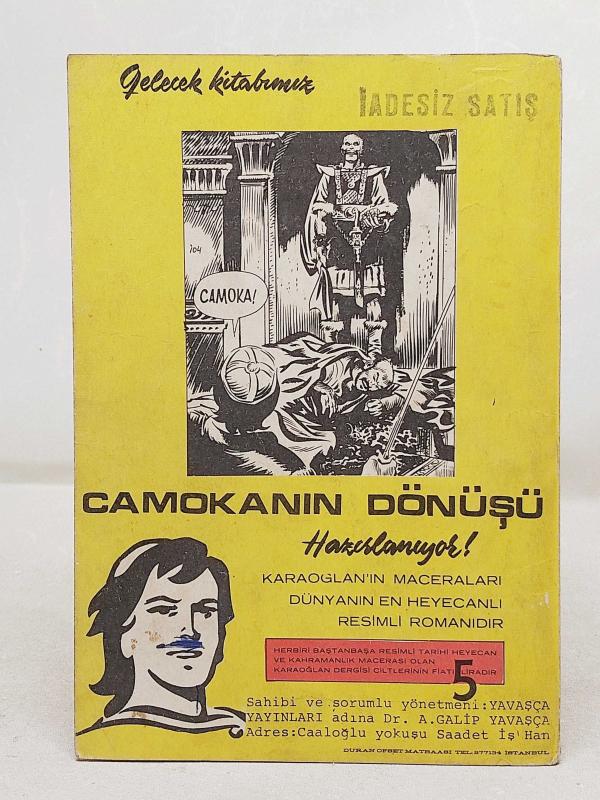 Gelecek kitabımız
İADESİZ SATIŞ
104
CAMOKA!
CAMOKANIN DÖNÜŞÜ
Hazırlanıyor!
KARAOGLAN'IN MACERALARI
DÜNYANIN EN HEYECANLI
RESİMLİ ROMANIDIR
HERBİRİ BAŞTANBAŞA RESİMLİ TARİHİ HEYECAN
VE KAHRAMANLIK MACERASI OLAN
KARAOĞLAN DERGİSİ CİLTLERİNİN FİATI 5 LİRADIR
Sahibi ve sorumlu yönetmeni:YAVAŞÇA
YAYINLARI adına Dr. A.GALIP YAVAŞÇA
Adres:Caaloğlu yokuşu Saadet İş Han
DURAN OFSET MATBAASI TEL. 277134 İSTANBUL